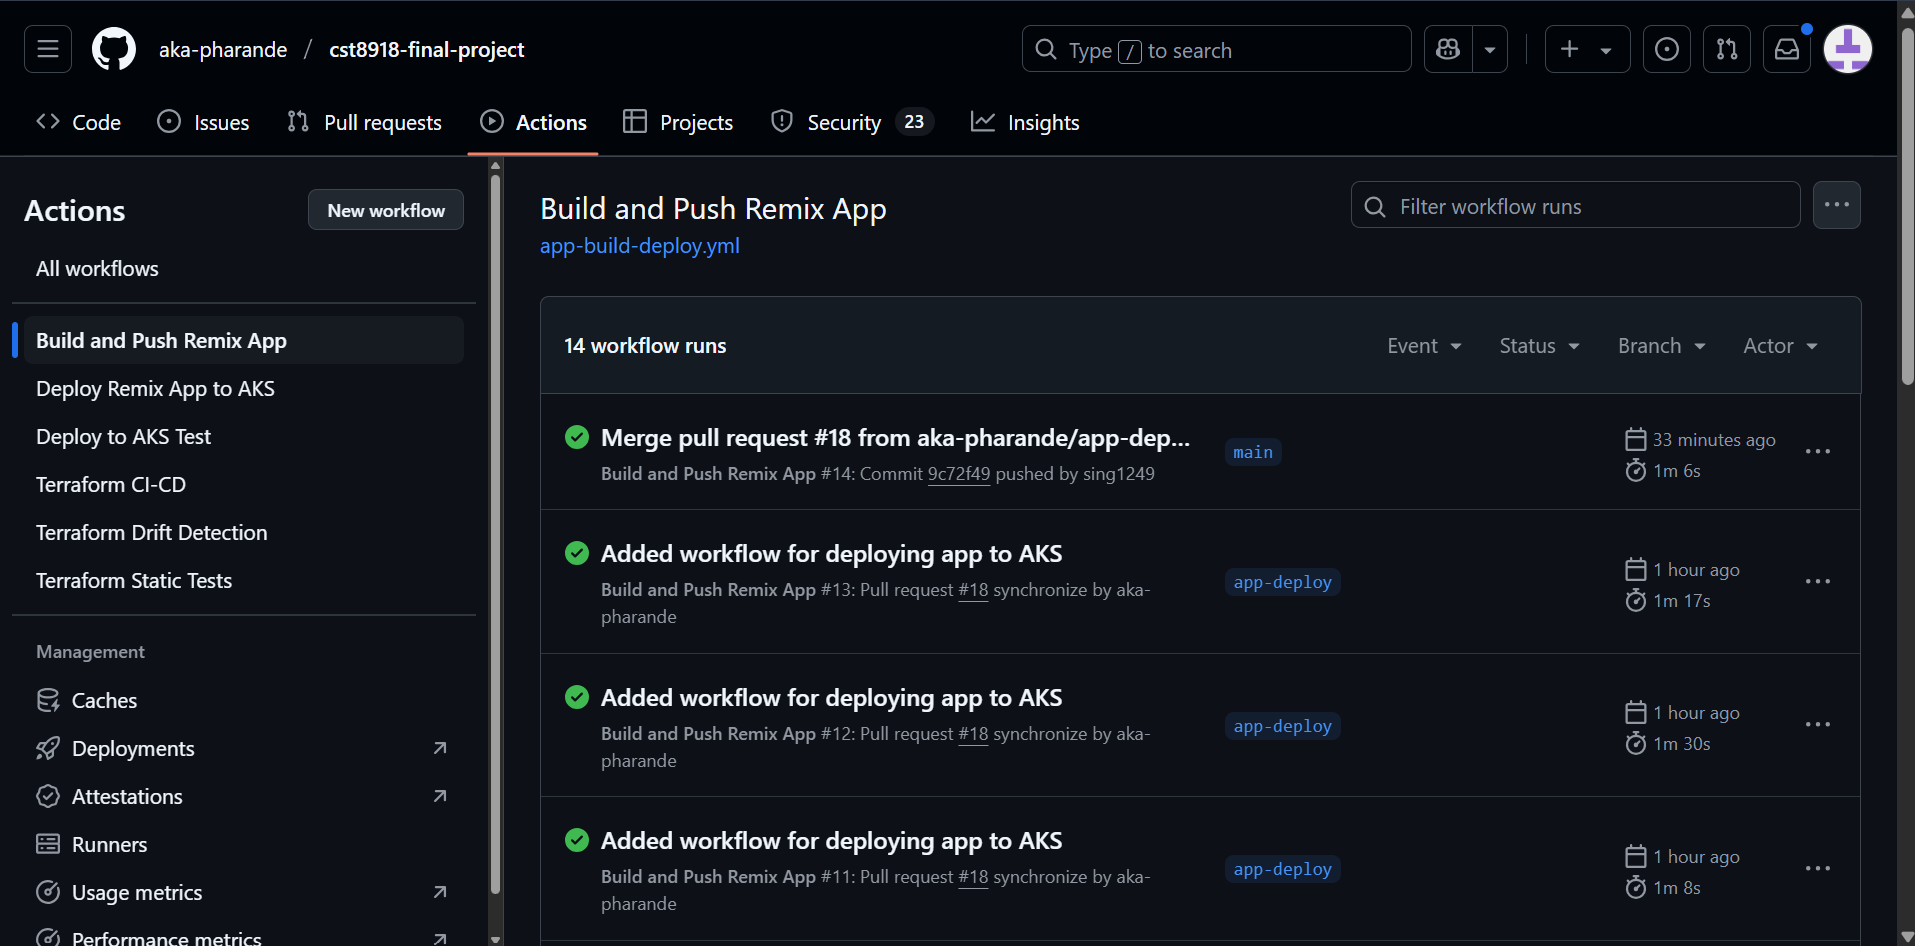 aka-pharande / cst8918-final-project
Type / to search
Code
Issues
Pull requests
Actions
Projects
Security 23
Insights
Actions
New workflow
All workflows
Build and Push Remix App
Deploy Remix App to AKS
Deploy to AKS Test
Terraform CI-CD
Terraform Drift Detection
Terraform Static Tests
Management
Caches
Deployments
Attestations
Runners
Usage metrics
Performance metrics
Build and Push Remix App
app-build-deploy.yml
Filter workflow runs
14 workflow runs
Event
Status
Branch
Actor
Merge pull request #18 from aka-pharande/app-dep...
Build and Push Remix App #14: Commit 9c72f49 pushed by sing1249
main
33 minutes ago
1m 6s
Added workflow for deploying app to AKS
Build and Push Remix App #13: Pull request #18 synchronize by aka-
pharande
app-deploy
1 hour ago
1m 17s
Added workflow for deploying app to AKS
Build and Push Remix App #12: Pull request #18 synchronize by aka-
pharande
app-deploy
1 hour ago
1m 30s
Added workflow for deploying app to AKS
Build and Push Remix App #11: Pull request #18 synchronize by aka-
pharande
app-deploy
1 hour ago
1m 8s